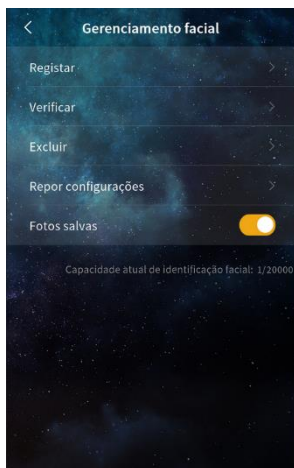 Gerenciamento facial
Registar
Verificar
Excluir
Repor configurações
Fotos salvas
Capacidade atual de identificação facial: 1/20000